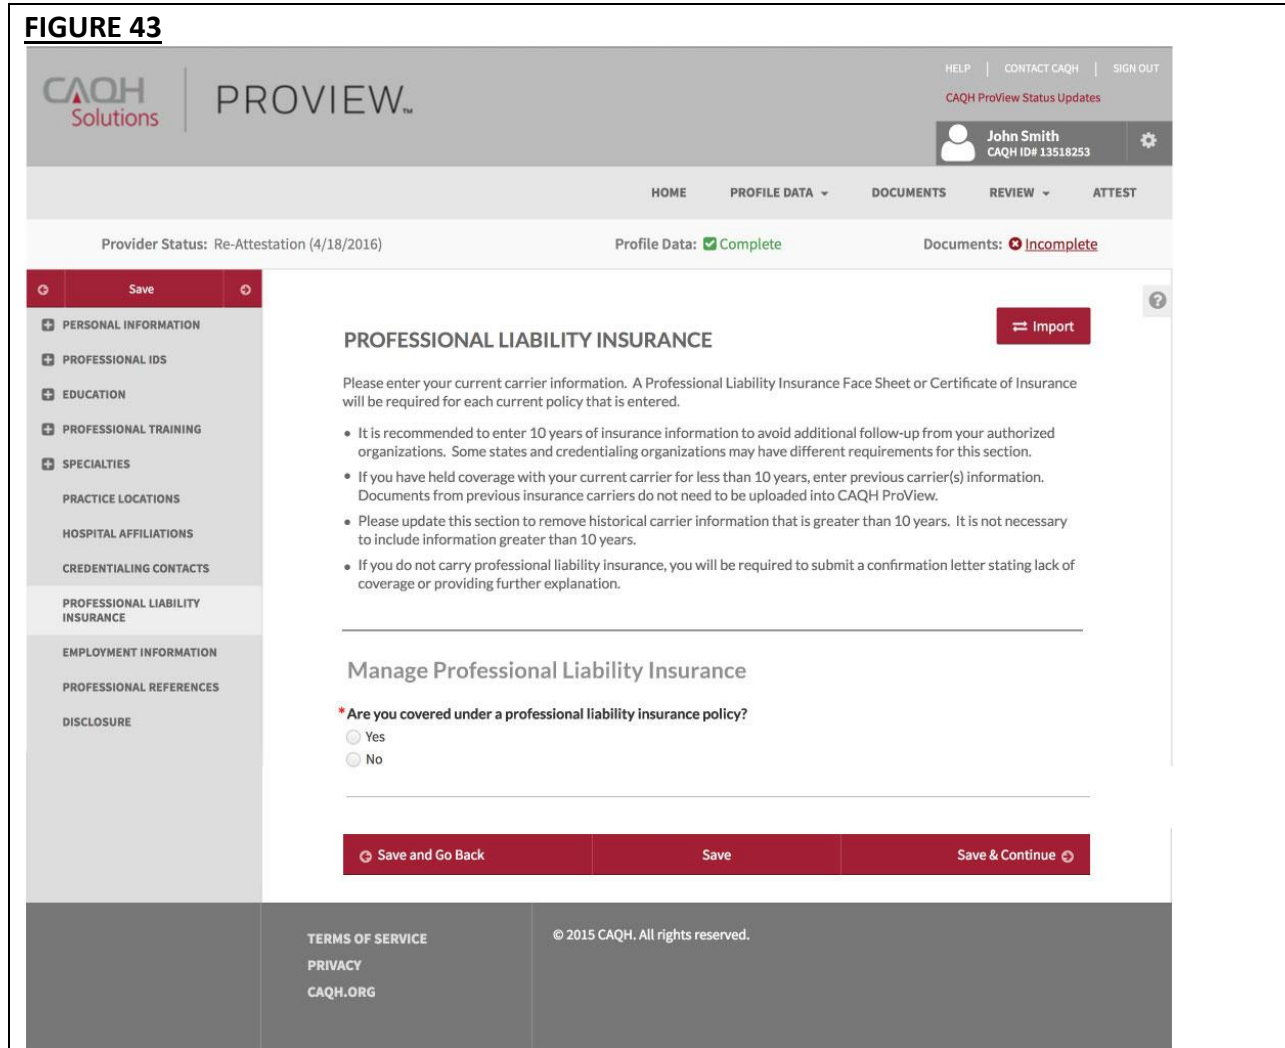 FIGURE 43
CAQH
Solutions
PROVIEW™
HELP | CONTACT CAQH | SIGN OUT
CAQH ProView Status Updates
John Smith
CAQH ID# 13518253
HOME PROFILE DATA DOCUMENTS REVIEW ATTEST
Provider Status: Re-Attestation (4/18/2016) Profile Data: Complete Documents: Incomplete
Save
PERSONAL INFORMATION
PROFESSIONAL IDS
EDUCATION
PROFESSIONAL TRAINING
SPECIALTIES
PRACTICE LOCATIONS
HOSPITAL AFFILIATIONS
CREDENTIALING CONTACTS
PROFESSIONAL LIABILITY
INSURANCE
EMPLOYMENT INFORMATION
PROFESSIONAL REFERENCES
DISCLOSURE
?
Import
PROFESSIONAL LIABILITY INSURANCE
Please enter your current carrier information. A Professional Liability Insurance Face Sheet or Certificate of Insurance
will be required for each current policy that is entered.
• It is recommended to enter 10 years of insurance information to avoid additional follow-up from your authorized
organizations. Some states and credentialing organizations may have different requirements for this section.
• If you have held coverage with your current carrier for less than 10 years, enter previous carrier(s) information.
Documents from previous insurance carriers do not need to be uploaded into CAQH ProView.
• Please update this section to remove historical carrier information that is greater than 10 years. It is not necessary
to include information greater than 10 years.
• If you do not carry professional liability insurance, you will be required to submit a confirmation letter stating lack of
coverage or providing further explanation.
Manage Professional Liability Insurance
*Are you covered under a professional liability insurance policy?
Yes
No
Save and Go Back Save Save & Continue
TERMS OF SERVICE
PRIVACY
CAQH.ORG
© 2015 CAQH. All rights reserved.